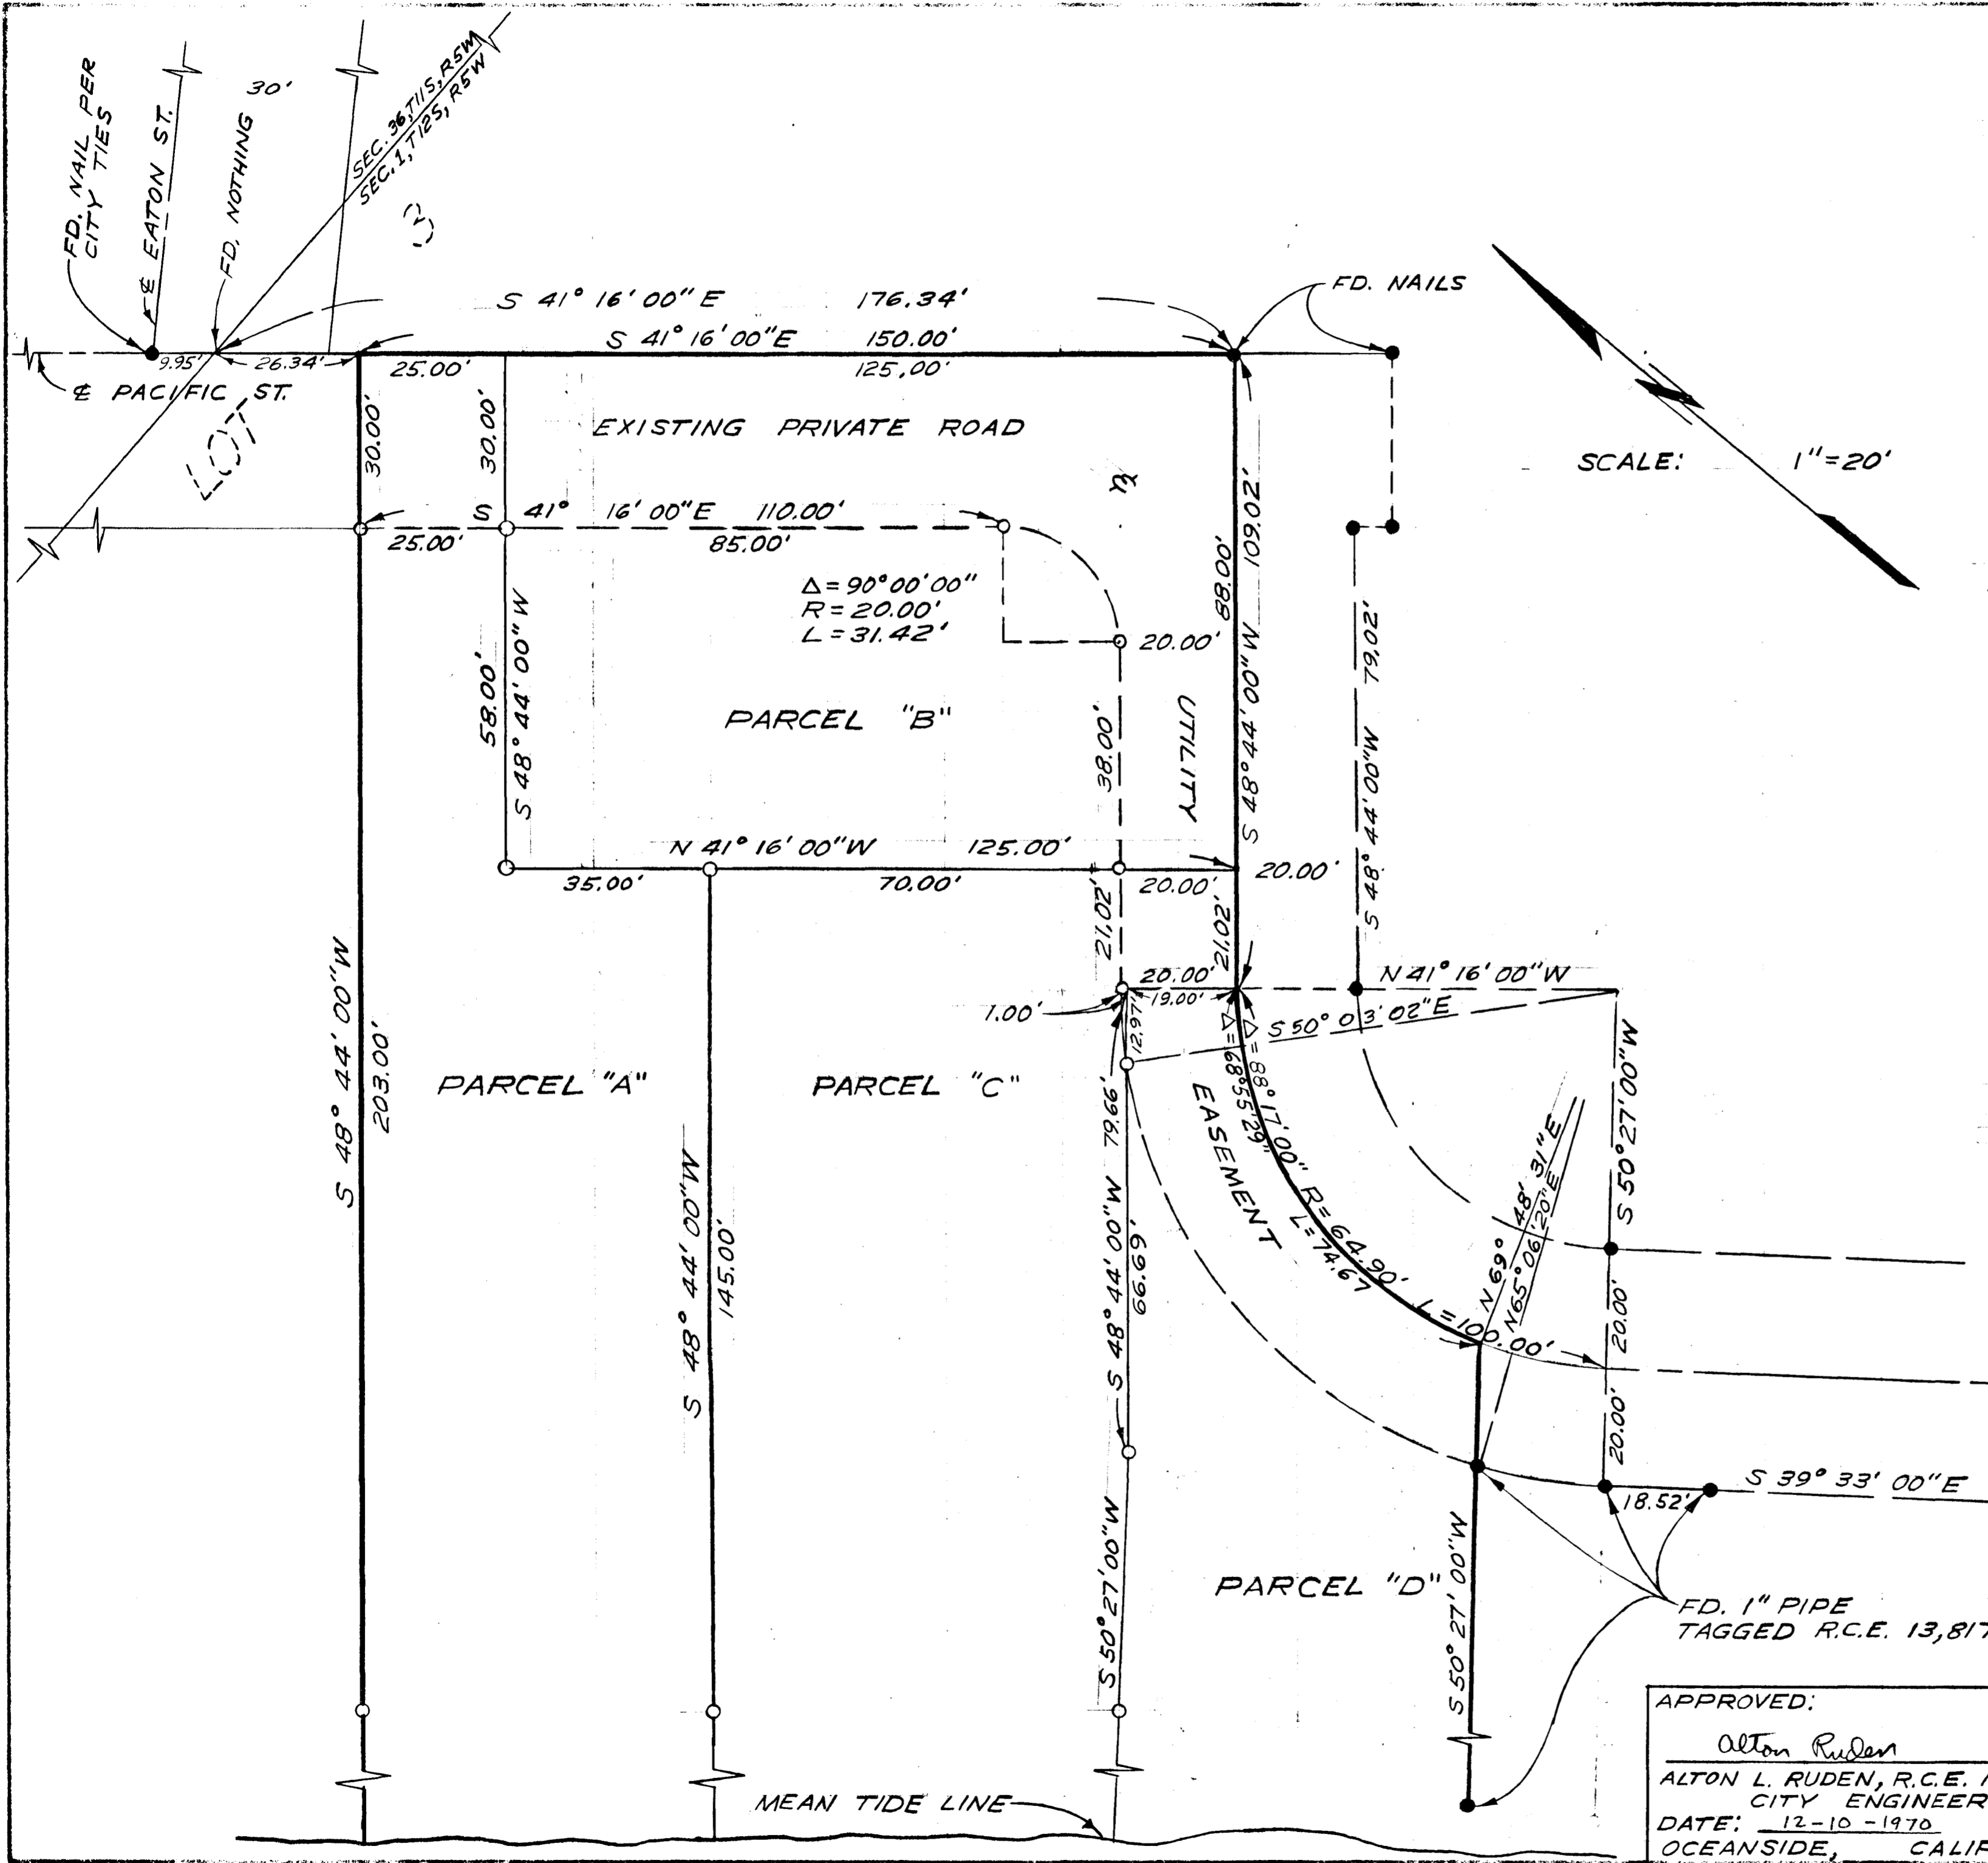 FD. NAIL PER
CITY TIES
℄ EATON ST.
FD. NOTHING
30'
SEC. 36, T11S, R5W
SEC. 1, T12S, R5W
3
S 41° 16' 00" E 176.34'
FD. NAILS
S 41° 16' 00" E 150.00'
9.95'
26.34'
25.00'
125.00'
℄ PACIFIC ST.
LOT
30.00'
30.00'
EXISTING PRIVATE ROAD
SCALE: 1"=20'
S 41° 16' 00" E 110.00'
25.00'
85.00'
Δ = 90° 00' 00"
R = 20.00'
L = 31.42'
20.00'
88.00'
S 48° 44' 00" W 109.02'
S 48° 44' 00" W 79.02'
58.00'
S 48° 44' 00" W
PARCEL "B"
38.00'
UTILITY
N 41° 16' 00" W 125.00'
35.00'
70.00'
20.00'
20.00'
21.02'
21.02'
20.00'
19.00'
1.00'
12.97'
N 41° 16' 00" W
S 50° 03' 02" E
S 48° 44' 00" W
203.00'
PARCEL "A"
PARCEL "C"
EASEMENT
Δ = 88° 17' 00" R = 64.90'
Δ = 68° 55' 29"
L = 74.67
L = 100.00'
N 69° 48' 31" E
N 65° 06' 20" E
S 50° 27' 00" W
20.00'
20.00'
S 48° 44' 00" W
145.00'
S 48° 44' 00" W 79.66'
66.69'
S 50° 27' 00" W
S 39° 33' 00" E
18.52'
S 50° 27' 00" W
PARCEL "D"
FD. 1" PIPE
TAGGED R.C.E. 13,817
MEAN TIDE LINE
APPROVED:
Alton Ruden
ALTON L. RUDEN, R.C.E.
CITY ENGINEER
DATE: 12-10-1970
OCEANSIDE, CALIF